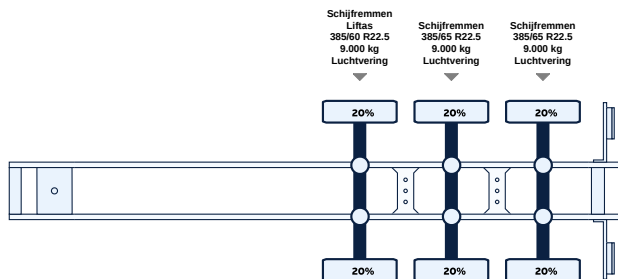 Schijfremmen
Liftas
385/60 R22.5
9.000 kg
Luchtvering
Schijfremmen
385/65 R22.5
9.000 kg
Luchtvering
Schijfremmen
385/65 R22.5
9.000 kg
Luchtvering
20%
20%
20%
20%
20%
20%